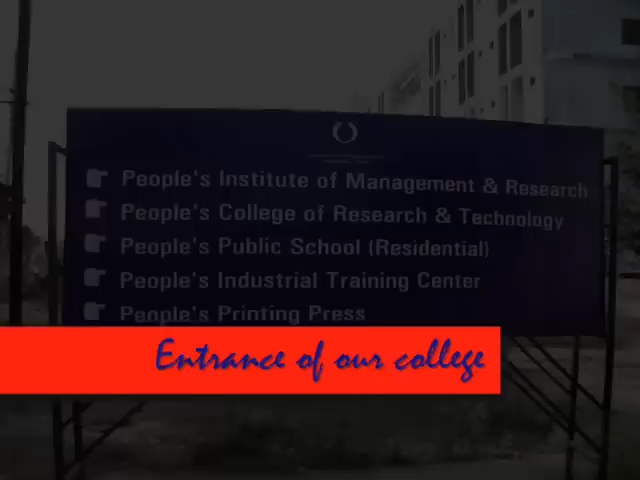 People's Institute of Management & Research
People's College of Research & Technology
People's Public School (Residential)
People's Industrial Training Center
People's Printing Press
Entrance of our college